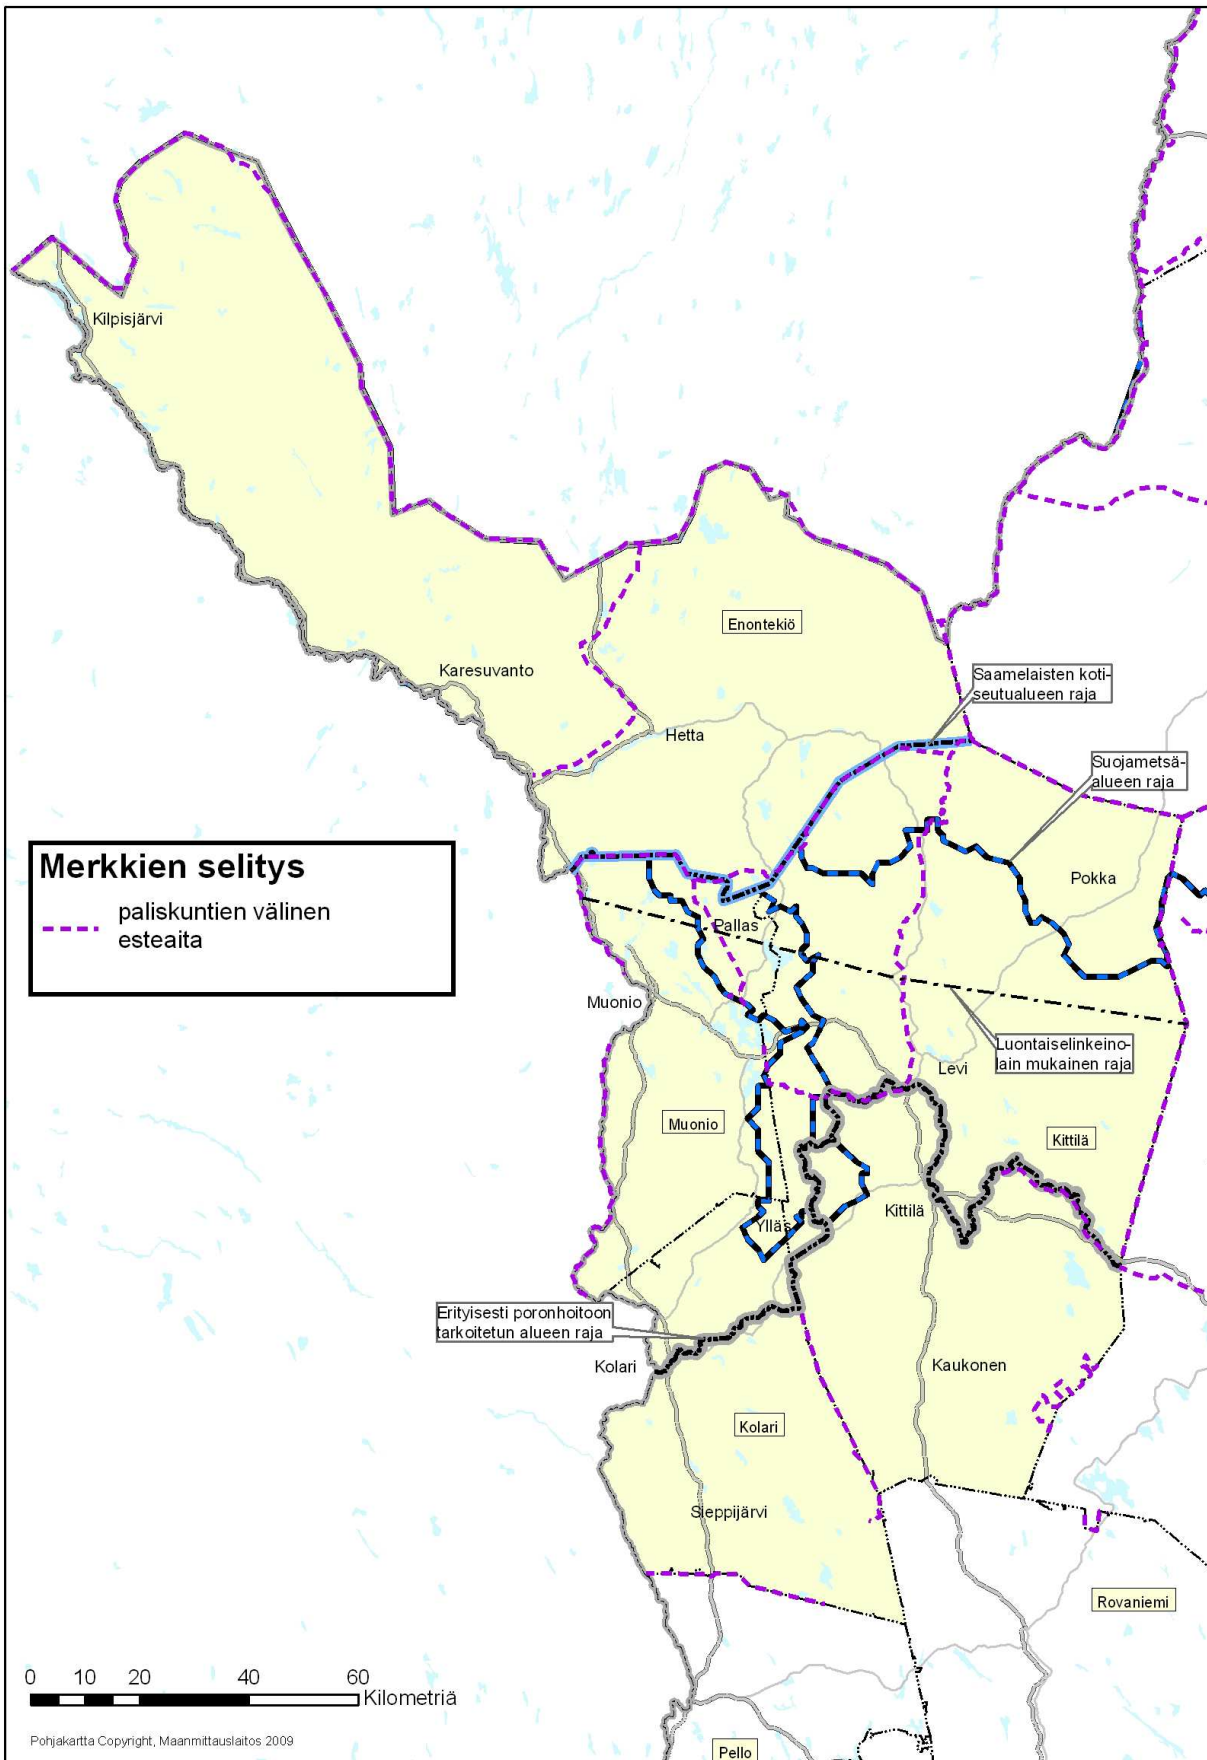 Kilpisjärvi
Enontekiö
Karesuvanto
Saamelaisten koti-
seutualueen raja
Hetta
Suojametsä-
alueen raja
Merkkien selitys
paliskuntien välinen
esteaita
Pokka
Pallas
Muonio
Luontaiselinkeino-
lain mukainen raja
Levi
Muonio
Kittilä
Kittilä
Ylläs
Erityisesti poronhoitoon
tarkoitetun alueen raja
Kolari
Kaukonen
Kolari
Sieppijärvi
Rovaniemi
0 10 20 60
Kilometriä
Pohjakartta Copyright, Maanmittauslaitos 2009
Pello